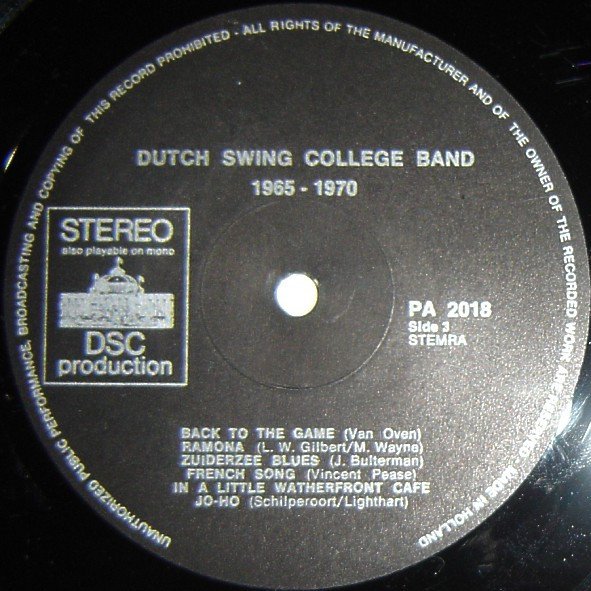 UNAUTHORIZED PUBLIC PERFORMANCE, BROADCASTING AND COPYING OF THIS RECORD PROHIBITED - ALL RIGHTS OF THE MANUFACTURER AND OF THE OWNER OF THE RECORDED WORK ARE RESERVED. MADE IN HOLLAND
DUTCH SWING COLLEGE BAND
1965 - 1970
STEREO
also playable on mono
DSC
production
PA 2018
Side 3
STEMRA
BACK TO THE GAME (Van Oven)
RAMONA (L. W. Gilbert/M. Wayne)
ZUIDERZEE BLUES (J. Bulterman)
FRENCH SONG (Vincent Pease)
IN A LITTLE WATHERFRONT CAFE
JO-HO (Schilperoort/Lighthart)